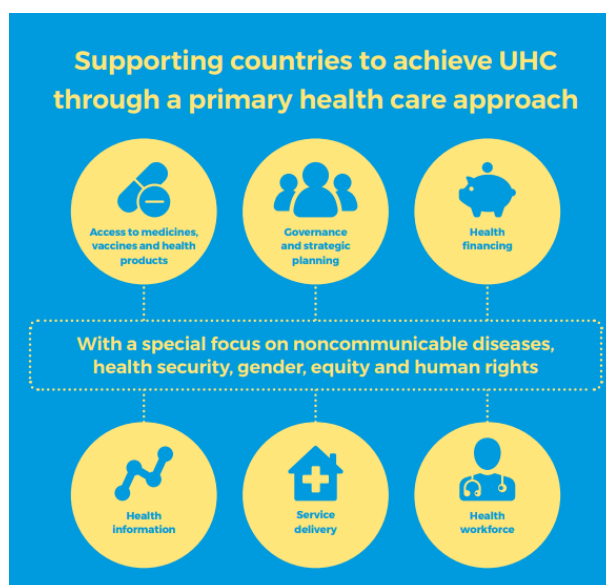 Supporting countries to achieve UHC
through a primary health care approach
Access to medicines,
vaccines and health
products
Governance
and strategic
planning
Health
financing
With a special focus on noncommunicable diseases,
health security, gender, equity and human rights
Health
information
Service
delivery
Health
workforce